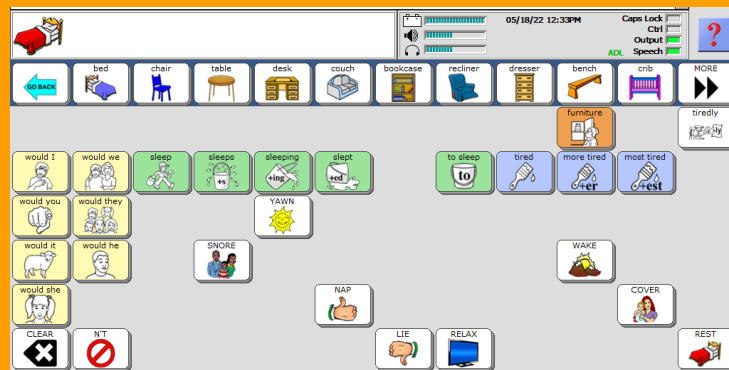 05/18/22 12:33PM
Caps Lock
Ctrl
Output
ADL Speech
?
GO BACK
bed
chair
table
desk
couch
bookcase
recliner
dresser
bench
crib
MORE
furniture
tiredly
-ly
would I
would we
sleep
sleeps
+s
sleeping
+ing
slept
+ed
to sleep
to
tired
more tired
+er
most tired
+est
would you
would they
YAWN
would it
would he
SNORE
WAKE
would she
NAP
COVER
CLEAR
N'T
LIE
RELAX
REST